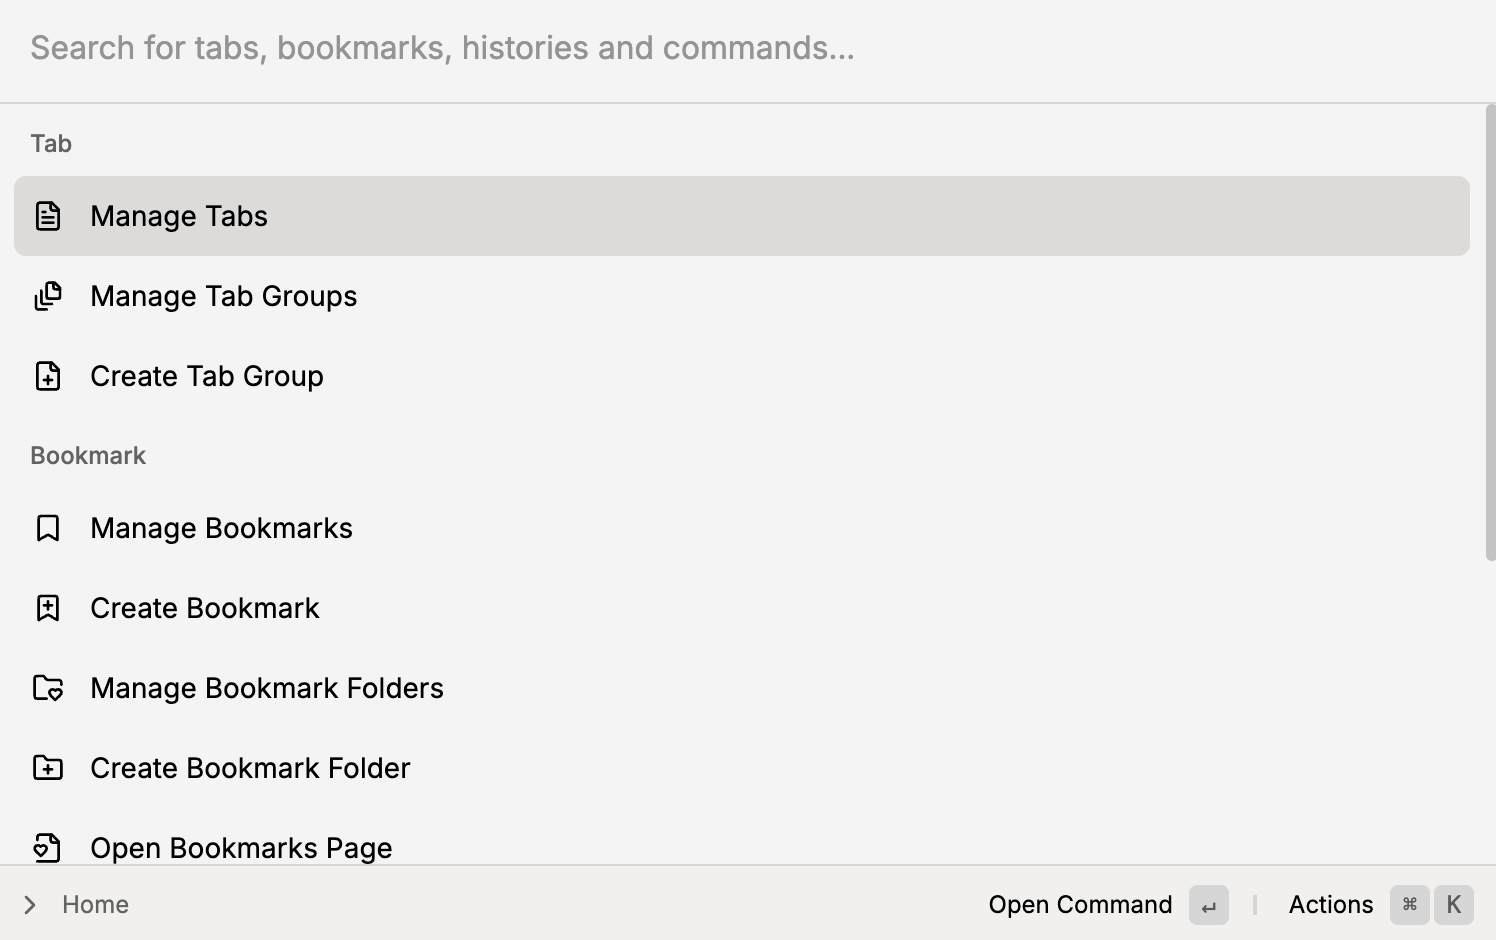 Search for tabs, bookmarks, histories and commands...
Tab
Manage Tabs
Manage Tab Groups
Create Tab Group
Bookmark
Manage Bookmarks
Create Bookmark
Manage Bookmark Folders
Create Bookmark Folder
Open Bookmarks Page
Home
Open Command ↵ | Actions ⌘ K